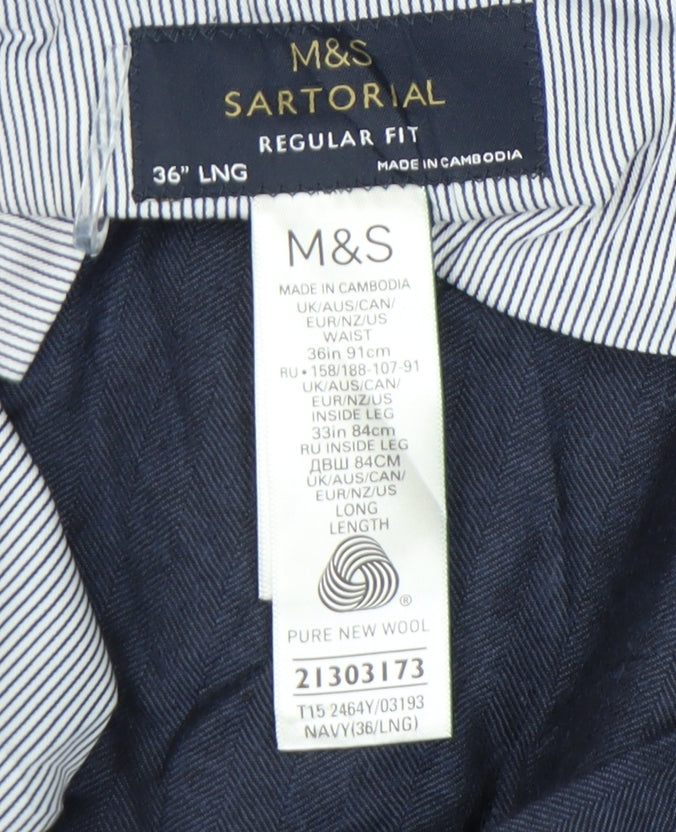 M&S
SARTORIAL
REGULAR FIT
36" LNG
MADE IN CAMBODIA
M&S
MADE IN CAMBODIA
UK/AUS/CAN/
EUR/NZ/US
WAIST
36in 91cm
RU • 158/188-107-91
UK/AUS/CAN/
EUR/NZ/US
INSIDE LEG
33in 84cm
RU INSIDE LEG
ДВШ 84CM
UK/AUS/CAN/
EUR/NZ/US
LONG
LENGTH
®
PURE NEW WOOL
21303173
T15 2464Y/03193
NAVY(36/LNG)